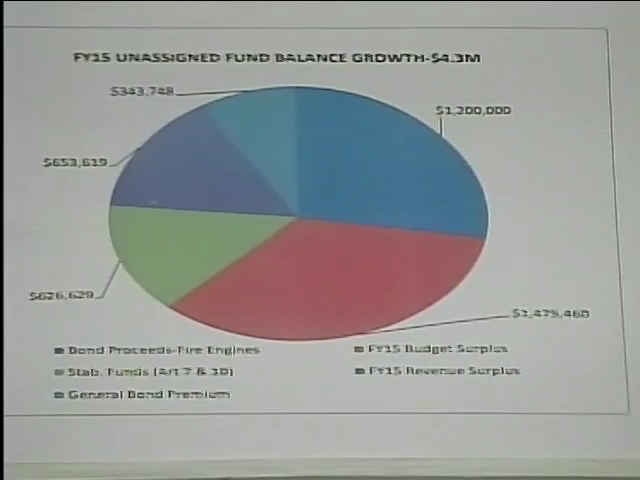 FY15 UNASSIGNED FUND BALANCE GROWTH-$4.3M
$343,748
$1,200,000
$653,619
$626,629
$1,475,460
Bond Proceeds-Fire Engines
FY15 Budget Surplus
Stab. Funds (Art 7 & 10)
FY15 Revenue Surplus
General Bond Premium